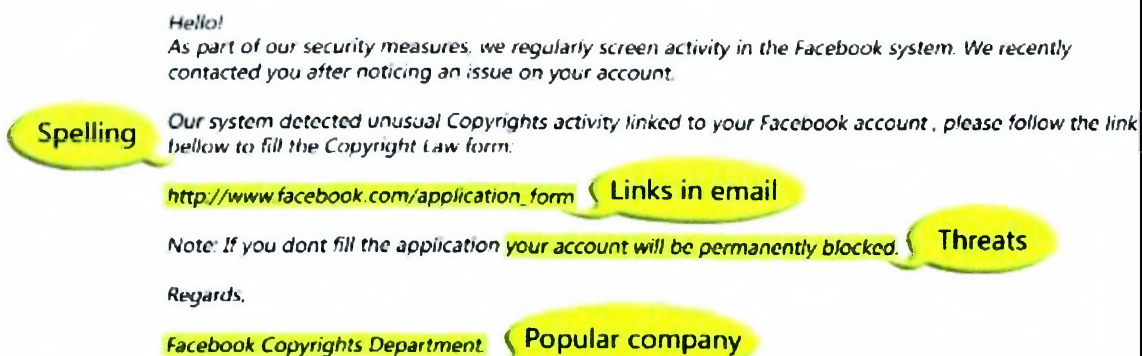 Hello!
As part of our security measures, we regularly screen activity in the Facebook system. We recently
contacted you after noticing an issue on your account.
Spelling
Our system detected unusual Copyrights activity linked to your Facebook account , please follow the link
bellow to fill the Copyright Law form:
http://www.facebook.com/application_form
Links in email
Note: If you dont fill the application your account will be permanently blocked.
Threats
Regards,
Facebook Copyrights Department.
Popular company